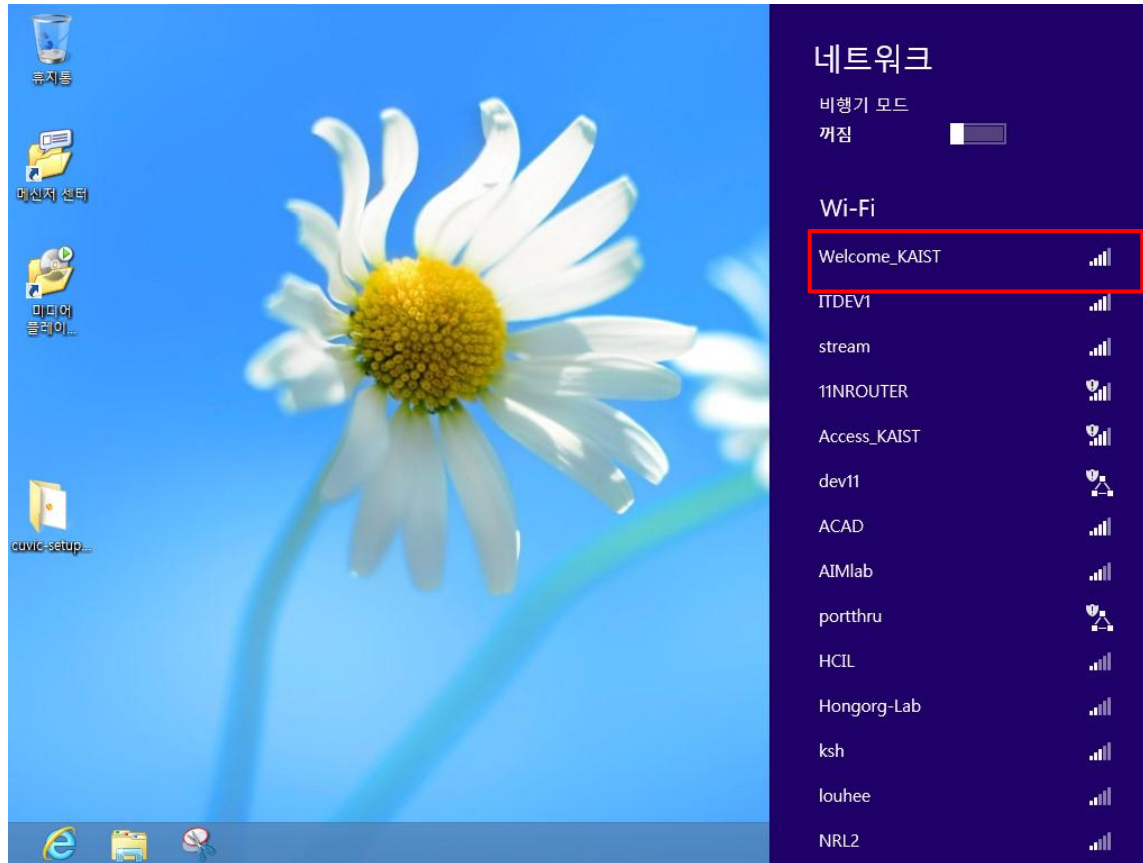 휴지통
메신저 센터
미디어
플레이...
cuvic-setup...
네트워크
비행기 모드
꺼짐
Wi-Fi
Welcome_KAIST
ITDEV1
stream
11NROUTER
Access_KAIST
dev11
ACAD
AIMlab
portthru
HCIL
Hongorg-Lab
ksh
louhee
NRL2